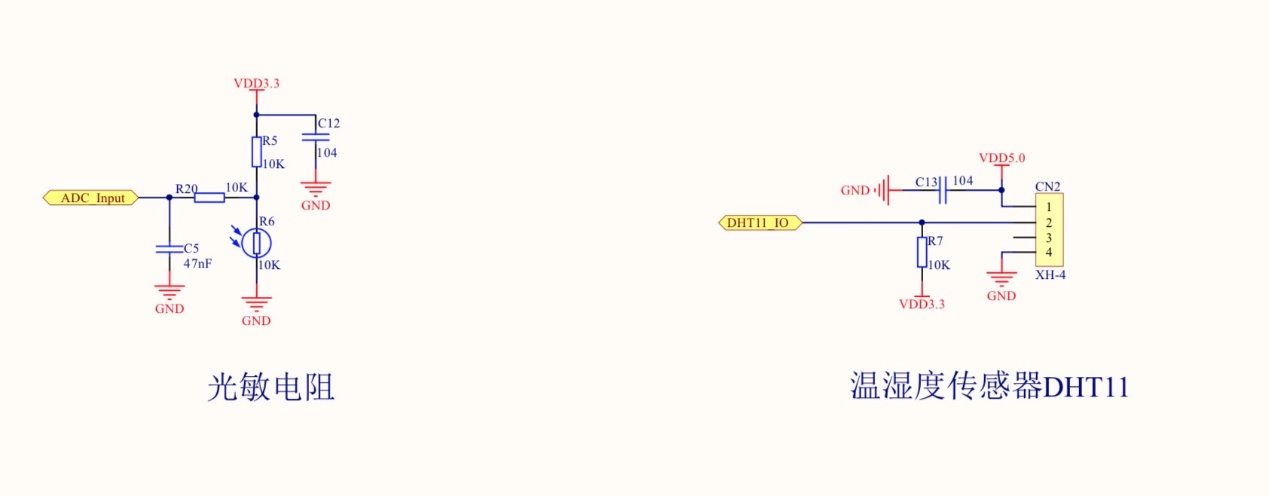 VDD3.3
C12
104
R5
10K
GND
ADC_Input
R20
10K
R6
10K
C5
47nF
GND
GND
光敏电阻
VDD5.0
GND
C13
104
CN2
1
2
3
4
XH-4
DHT11_IO
R7
10K
VDD3.3
GND
温湿度传感器DHT11